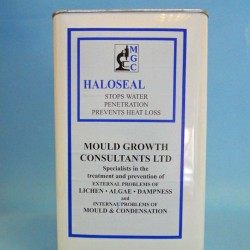 MGC
HALOSEAL
STOPS WATER
PENETRATION
PREVENTS HEAT LOSS
MOULD GROWTH
CONSULTANTS LTD
Specialists in the
treatment and prevention of
EXTERNAL PROBLEMS OF
LICHEN • ALGAE • DAMPNESS
and
INTERNAL PROBLEMS OF
MOULD & CONDENSATION